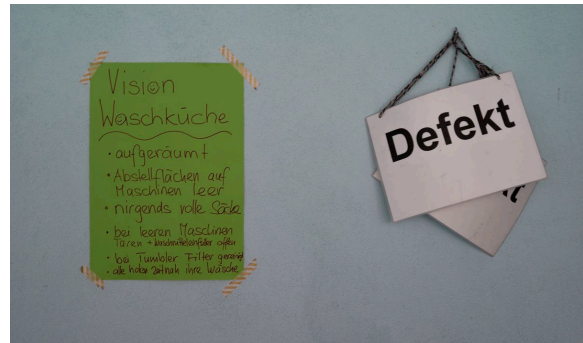 Vision
Waschküche
• aufgeräumt
• Abstellflächen auf
Maschinen leer
• nirgends volle Säcke
• bei leeren Maschinen
Türen + Waschmittelfächer offen
• bei Tumbler Filter gereinigt
• alle holen zeitnah ihre Wäsche
Defekt
t